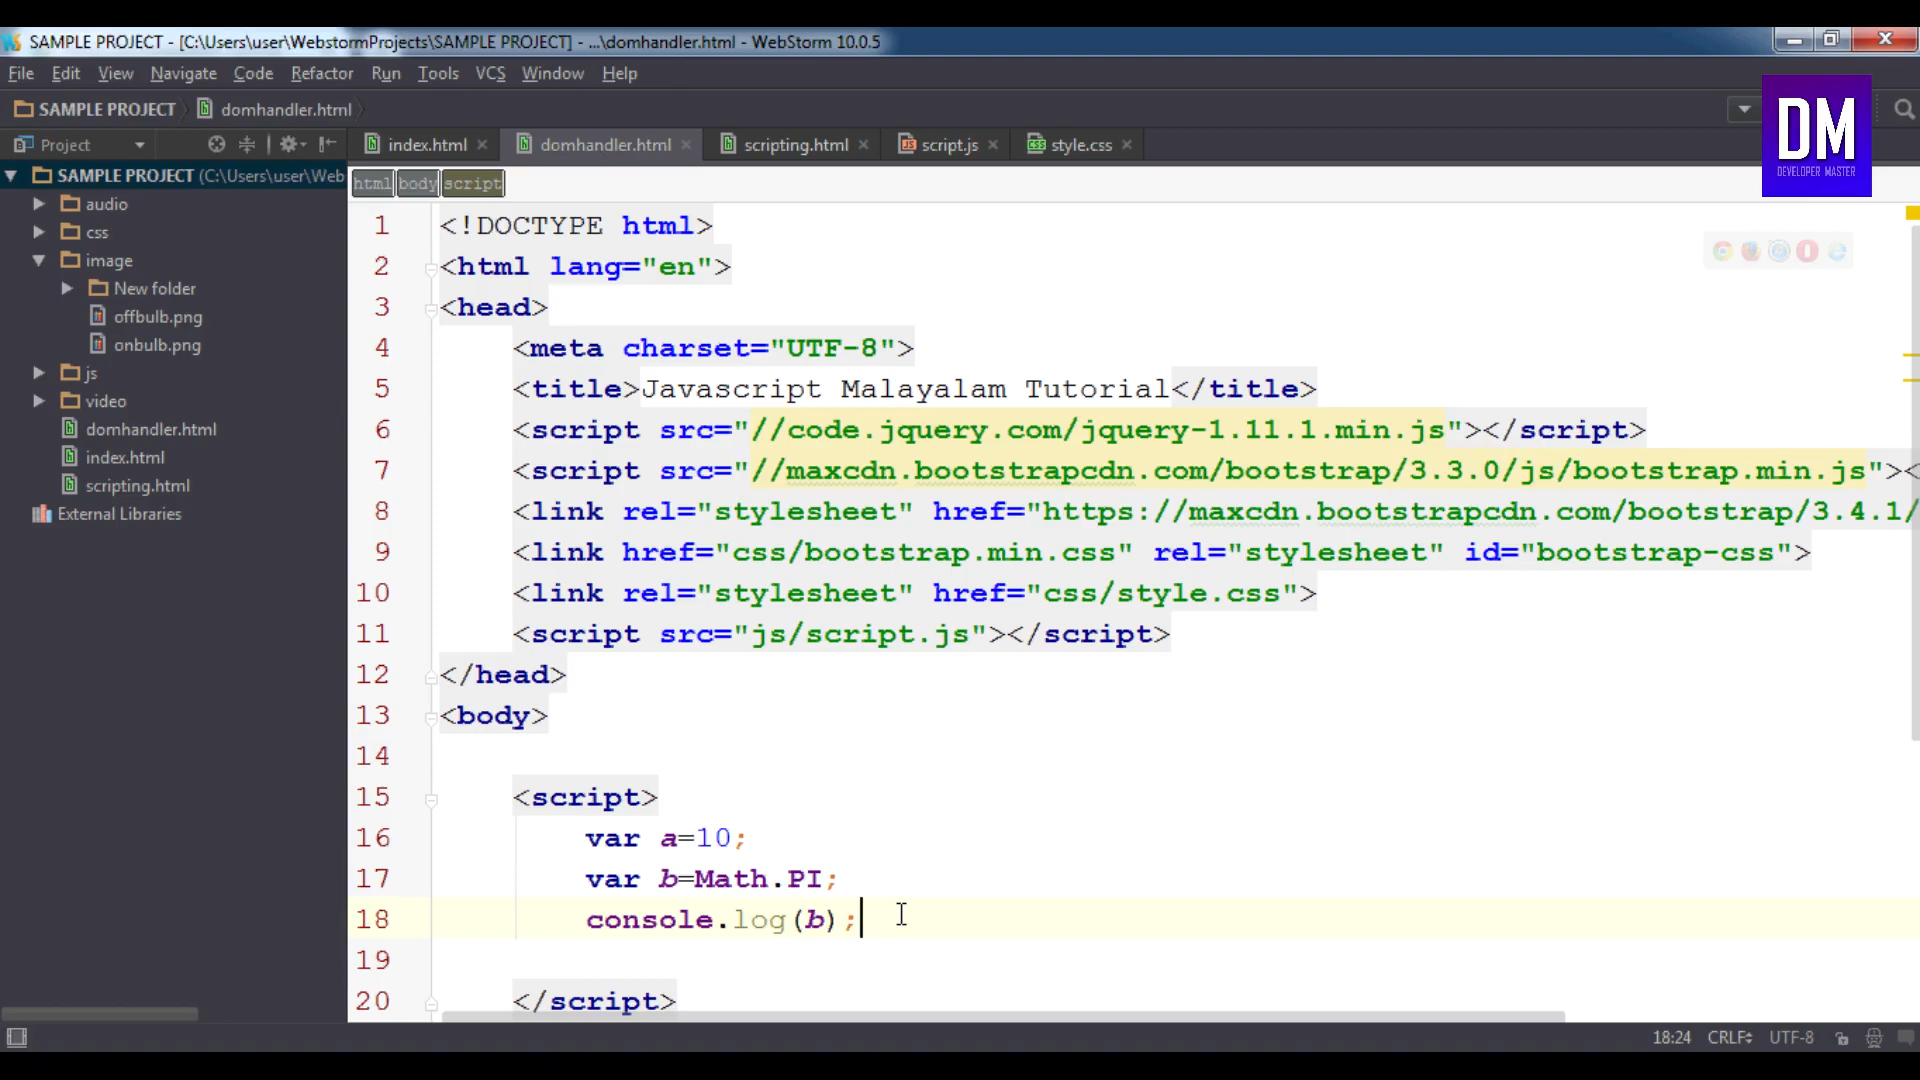 SAMPLE PROJECT - [C:\Users\user\WebstormProjects\SAMPLE PROJECT] - ...\domhandler.html - WebStorm 10.0.5
File Edit View Navigate Code Refactor Run Tools VCS Window Help
SAMPLE PROJECT domhandler.html
DM
DEVELOPER MASTER
Project
index.html domhandler.html scripting.html script.js style.css
SAMPLE PROJECT (C:\Users\user\Web
html body script
audio
css
image
New folder
offbulb.png
onbulb.png
js
video
domhandler.html
index.html
scripting.html
External Libraries
1 <!DOCTYPE html>
2 <html lang="en">
3 <head>
4 <meta charset="UTF-8">
5 <title>Javascript Malayalam Tutorial</title>
6 <script src="//code.jquery.com/jquery-1.11.1.min.js"></script>
7 <script src="//maxcdn.bootstrapcdn.com/bootstrap/3.3.0/js/bootstrap.min.js"><
8 <link rel="stylesheet" href="https://maxcdn.bootstrapcdn.com/bootstrap/3.4.1/
9 <link href="css/bootstrap.min.css" rel="stylesheet" id="bootstrap-css">
10 <link rel="stylesheet" href="css/style.css">
11 <script src="js/script.js"></script>
12 </head>
13 <body>
14
15 <script>
16 var a=10;
17 var b=Math.PI;
18 console.log(b);
19
20 </script>
18:24 CRLF UTF-8